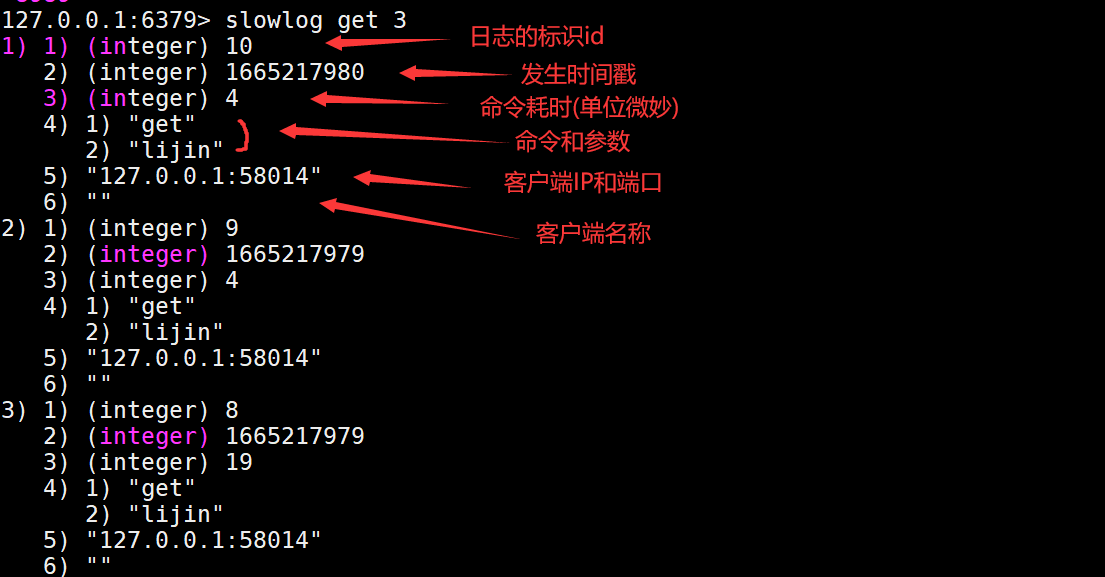 127.0.0.1:6379> slowlog get 3
1) 1) (integer) 10 日志的标识id
2) (integer) 1665217980 发生时间戳
3) (integer) 4 命令耗时(单位微妙)
4) 1) "get"
2) "lijin" 命令和参数
5) "127.0.0.1:58014" 客户端IP和端口
6) "" 客户端名称
2) 1) (integer) 9
2) (integer) 1665217979
3) (integer) 4
4) 1) "get"
2) "lijin"
5) "127.0.0.1:58014"
6) ""
3) 1) (integer) 8
2) (integer) 1665217979
3) (integer) 19
4) 1) "get"
2) "lijin"
5) "127.0.0.1:58014"
6) ""